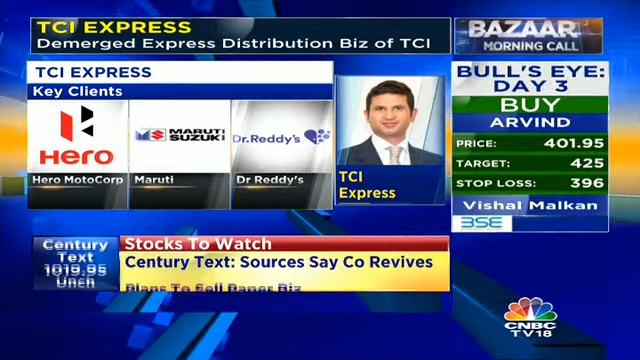 TCI EXPRESS
Demerged Express Distribution Biz of TCI
BAZAAR
MORNING CALL
TCI EXPRESS
Key Clients
Hero
MARUTI
SUZUKI
Dr.Reddy's
Hero MotoCorp
Maruti
Dr Reddy's
TCI
Express
BULL'S EYE:
DAY 3
BUY
ARVIND
PRICE: 401.95
TARGET: 425
STOP LOSS: 396
Vishal Malkan
BSE
Century
Text
1019.95
Unch
Stocks To Watch
Century Text: Sources Say Co Revives
Plans To Sell Paper Biz
CNBC
TV18